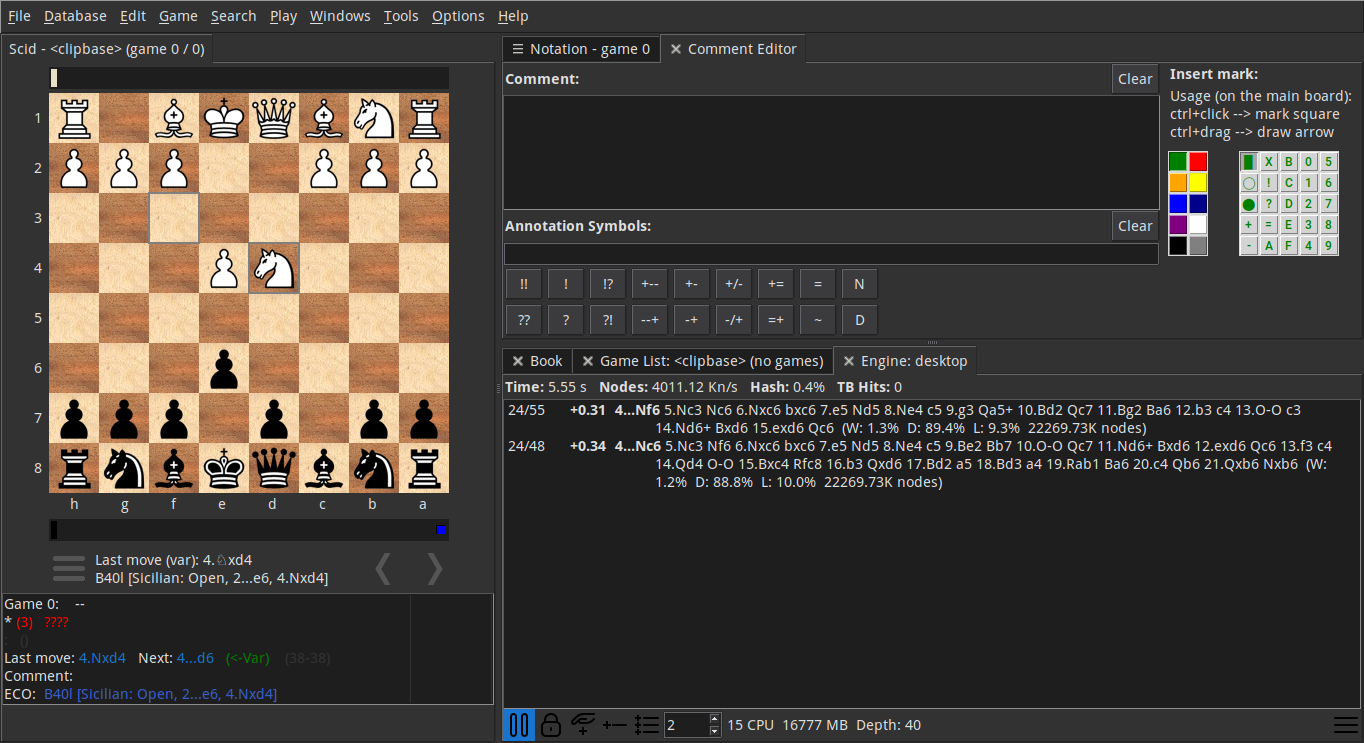 File Database Edit Game Search Play Windows Tools Options Help
Scid - <clipbase> (game 0 / 0)
1
2
3
4
5
6
7
8
h g f e d c b a
Last move (var): 4.♘xd4
B40l [Sicilian: Open, 2...e6, 4.Nxd4]
Game 0: --
* (3) ????
: ()
Last move: 4.Nxd4 Next: 4...d6 (<-Var) (38-38)
Comment:
ECO: B40l [Sicilian: Open, 2...e6, 4.Nxd4]
☰ Notation - game 0 ✕ Comment Editor
Comment: Clear
Annotation Symbols: Clear
!! ! !? +-- +- +/- += = N
?? ? ?! --+ -+ -/+ =+ ~ D
Insert mark:
Usage (on the main board):
ctrl+click --> mark square
ctrl+drag --> draw arrow
X B 0 5
! C 1 6
? D 2 7
+ = E 3 8
- A F 4 9
✕ Book ✕ Game List: <clipbase> (no games) ✕ Engine: desktop
Time: 5.55 s Nodes: 4011.12 Kn/s Hash: 0.4% TB Hits: 0
24/55 +0.31 4...Nf6 5.Nc3 Nc6 6.Nxc6 bxc6 7.e5 Nd5 8.Ne4 c5 9.g3 Qa5+ 10.Bd2 Qc7 11.Bg2 Ba6 12.b3 c4 13.O-O c3
14.Nd6+ Bxd6 15.exd6 Qc6 (W: 1.3% D: 89.4% L: 9.3% 22269.73K nodes)
24/48 +0.34 4...Nc6 5.Nc3 Nf6 6.Nxc6 bxc6 7.e5 Nd5 8.Ne4 c5 9.Be2 Bb7 10.O-O Qc7 11.Nd6+ Bxd6 12.exd6 Qc6 13.f3 c4
14.Qd4 O-O 15.Bxc4 Rfc8 16.b3 Qxd6 17.Bd2 a5 18.Bd3 a4 19.Rab1 Ba6 20.c4 Qb6 21.Qxb6 Nxb6 (W:
1.2% D: 88.8% L: 10.0% 22269.73K nodes)
2 15 CPU 16777 MB Depth: 40